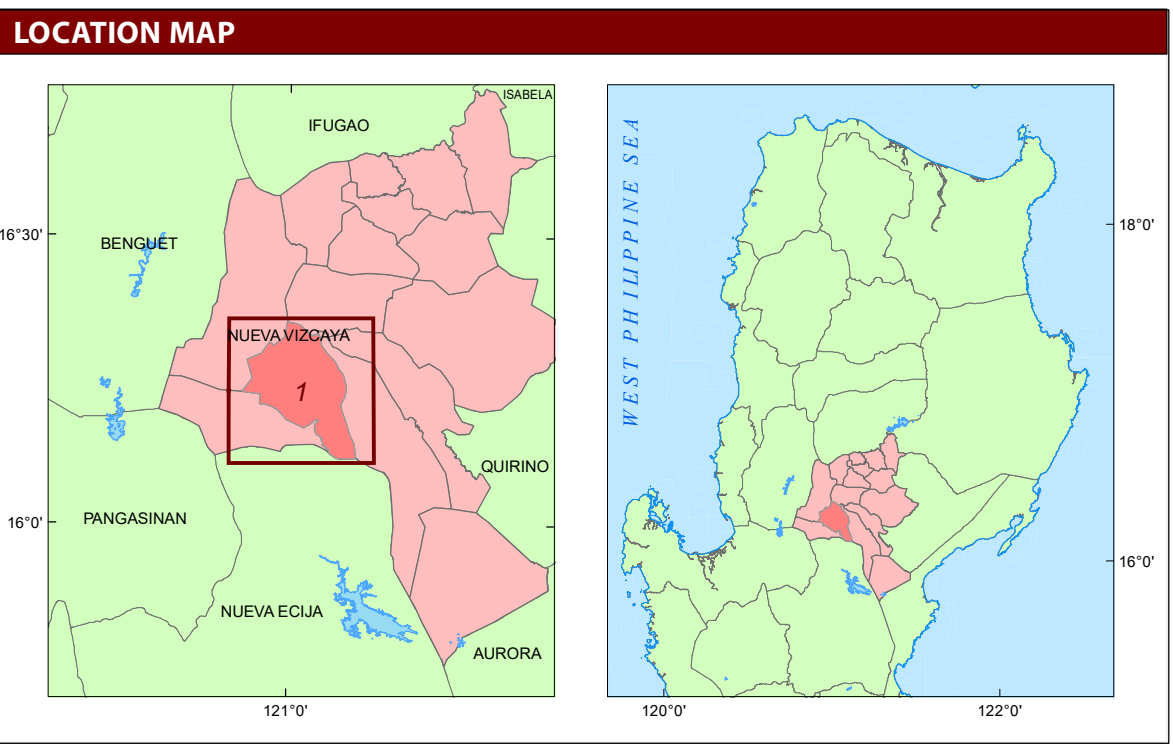 LOCATION MAP
ISABELA
IFUGAO
16°30'
BENGUET
NUEVA VIZCAYA
1
QUIRINO
16°0'
PANGASINAN
NUEVA ECIJA
AURORA
121°0'
WEST PHILIPPINE SEA
18°0'
16°0'
120°0'
122°0'